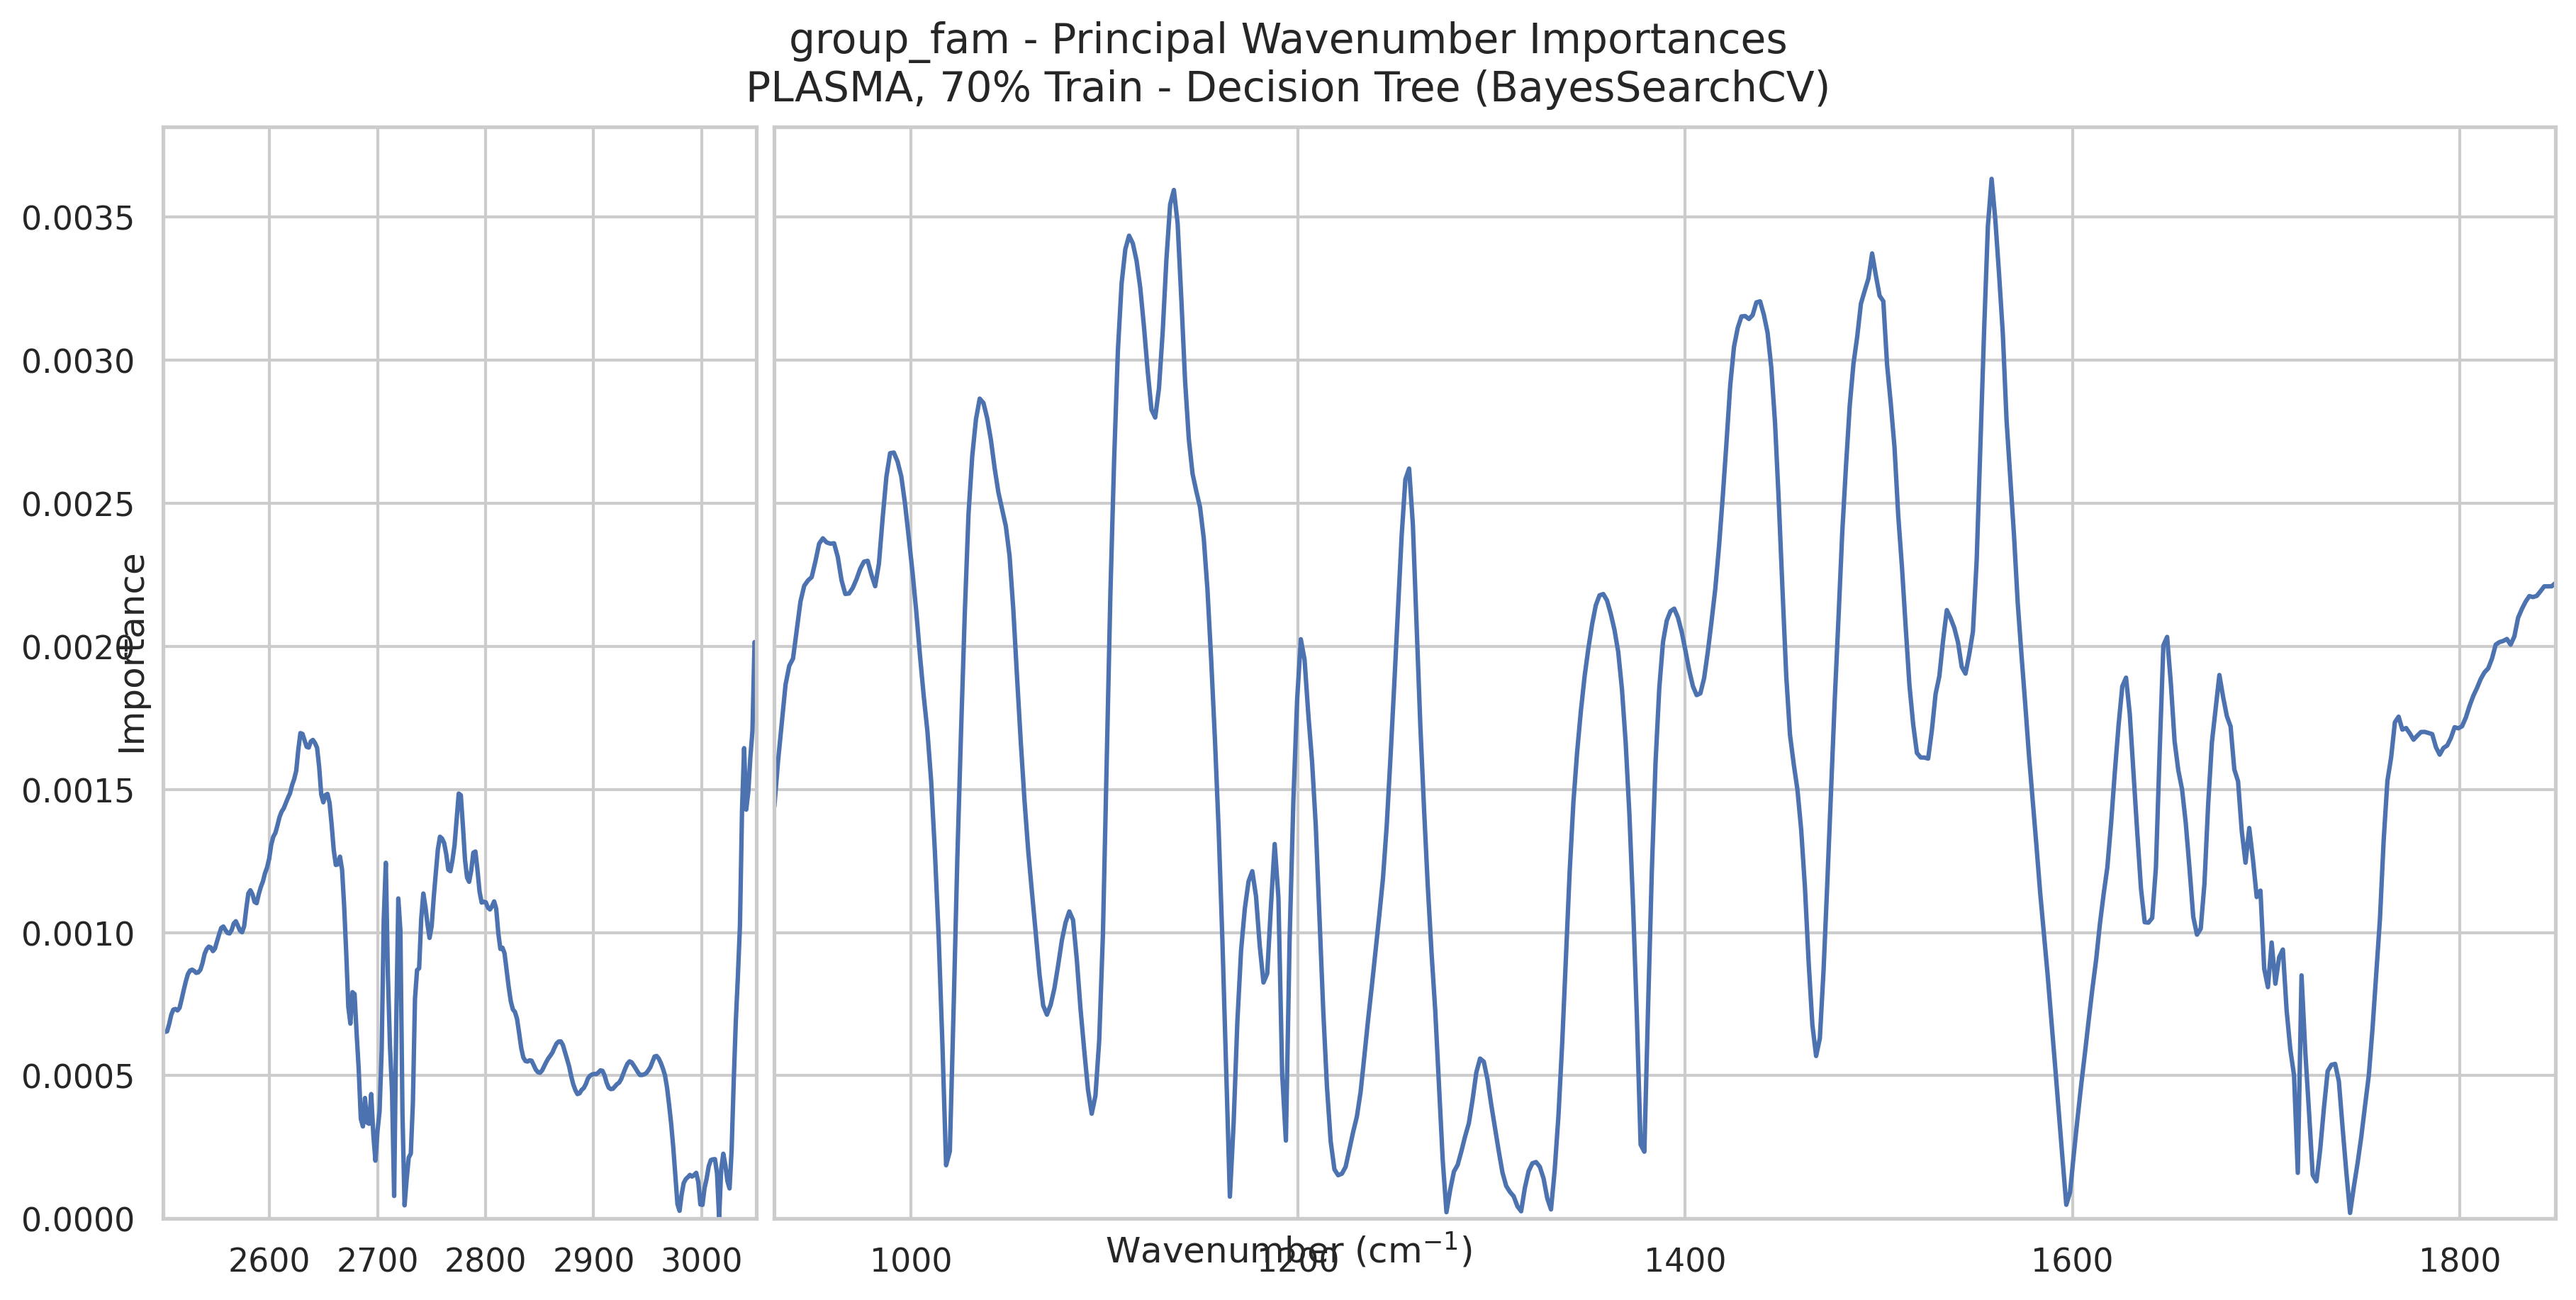 group_fam - Principal Wavenumber Importances
PLASMA, 70% Train - Decision Tree (BayesSearchCV)
Importance
0.0035
0.0030
0.0025
0.0020
0.0015
0.0010
0.0005
0.0000
2600 2700 2800 2900 3000 1000 1200 1400 1600 1800
Wavenumber (cm⁻¹)